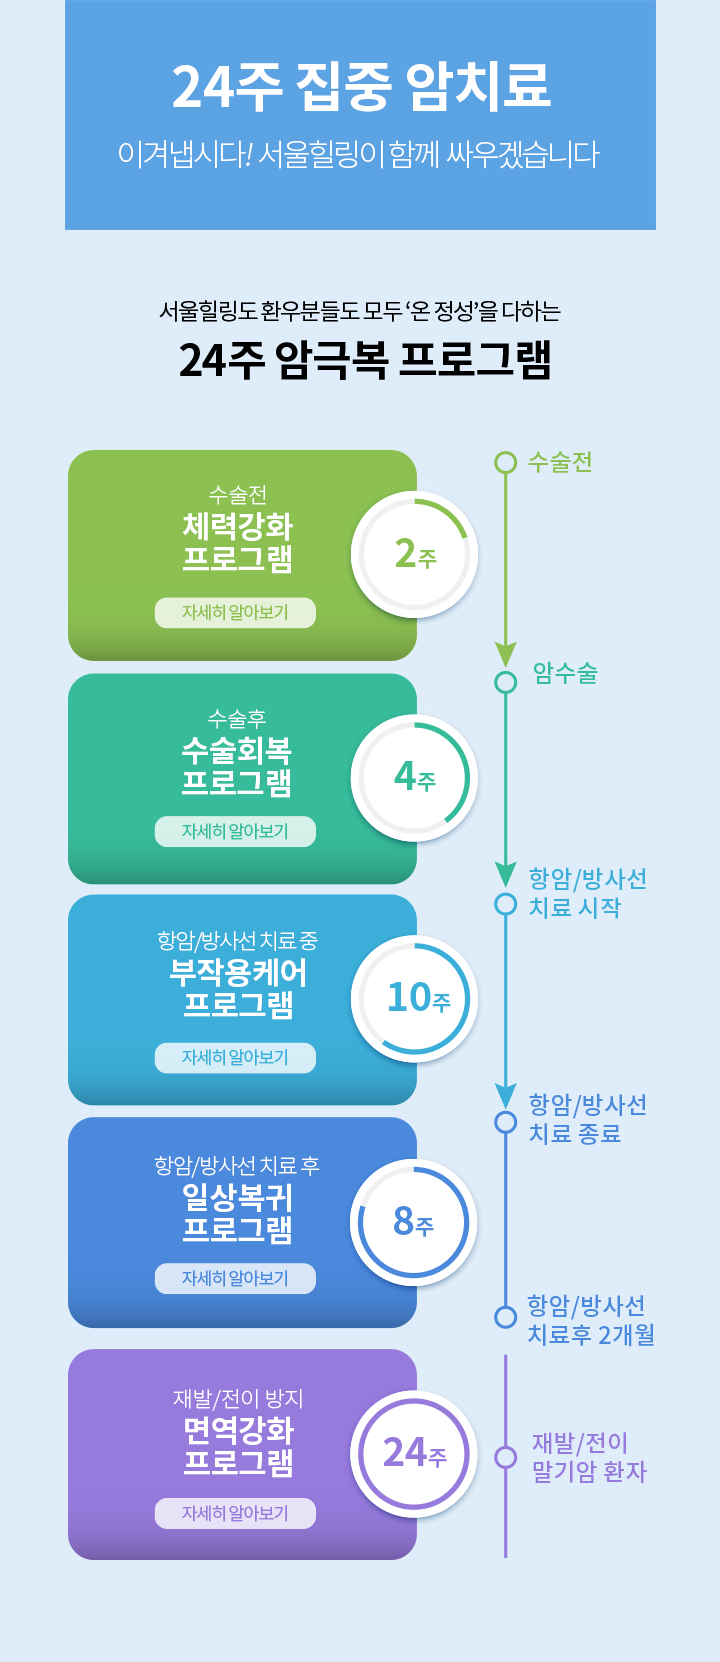 24주 집중 암치료
이겨냅시다! 서울힐링이 함께 싸우겠습니다
서울힐링도 환우분들도 모두 ‘온 정성’을 다하는
24주 암극복 프로그램
수술전
체력강화
프로그램
자세히 알아보기
2주
수술전
암수술
수술후
수술회복
프로그램
자세히 알아보기
4주
항암/방사선
치료 시작
항암/방사선 치료 중
부작용케어
프로그램
자세히 알아보기
10주
항암/방사선
치료 종료
항암/방사선 치료 후
일상복귀
프로그램
자세히 알아보기
8주
항암/방사선
치료후 2개월
재발/전이 방지
면역강화
프로그램
자세히 알아보기
24주
재발/전이
말기암 환자